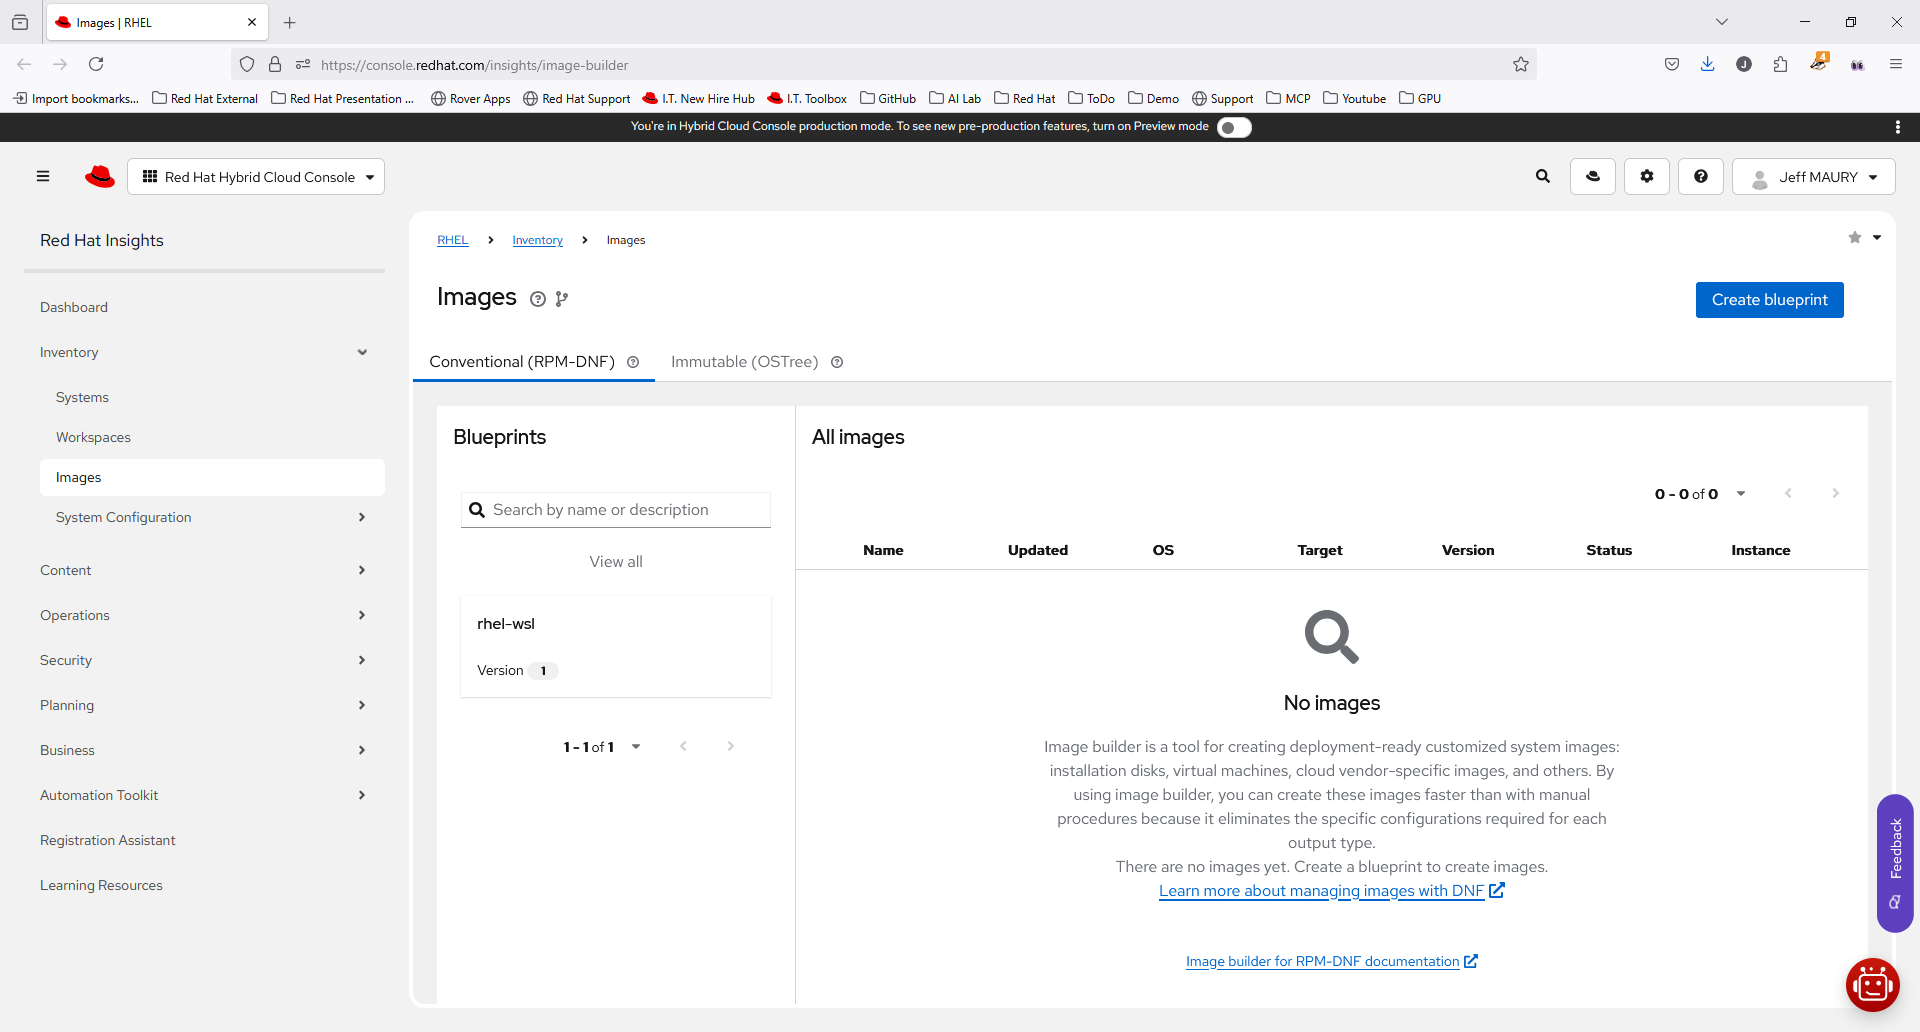 Images | RHEL
https://console.redhat.com/insights/image-builder
4
J
Import bookmarks...
Red Hat External
Red Hat Presentation ...
Rover Apps
Red Hat Support
I.T. New Hire Hub
I.T. Toolbox
GitHub
AI Lab
Red Hat
ToDo
Demo
Support
MCP
Youtube
GPU
You're in Hybrid Cloud Console production mode. To see new pre-production features, turn on Preview mode
Red Hat Hybrid Cloud Console
Jeff MAURY
Red Hat Insights
Dashboard
Inventory
Systems
Workspaces
Images
System Configuration
Content
Operations
Security
Planning
Business
Automation Toolkit
Registration Assistant
Learning Resources
RHEL
Inventory
Images
Images
Create blueprint
Conventional (RPM-DNF)
Immutable (OSTree)
Blueprints
Search by name or description
View all
rhel-wsl
Version 1
1 - 1 of 1
All images
0 - 0 of 0
Name Updated OS Target Version Status Instance
No images
Image builder is a tool for creating deployment-ready customized system images:
installation disks, virtual machines, cloud vendor-specific images, and others. By
using image builder, you can create these images faster than with manual
procedures because it eliminates the specific configurations required for each
output type.
There are no images yet. Create a blueprint to create images.
Learn more about managing images with DNF
Image builder for RPM-DNF documentation
Feedback